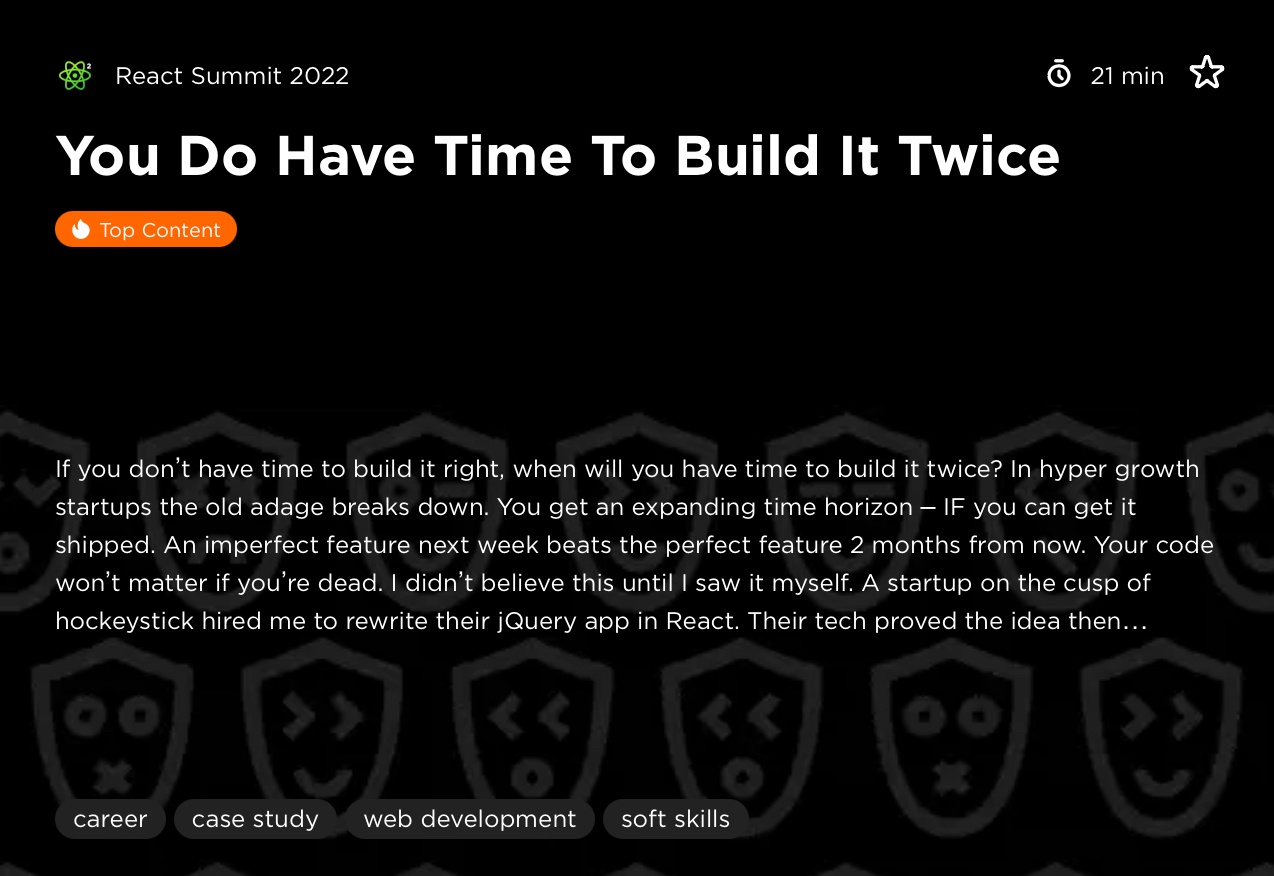 React Summit 2022
21 min
You Do Have Time To Build It Twice
Top Content
If you don’t have time to build it right, when will you have time to build it twice? In hyper growth
startups the old adage breaks down. You get an expanding time horizon – IF you can get it
shipped. An imperfect feature next week beats the perfect feature 2 months from now. Your code
won’t matter if you’re dead. I didn’t believe this until I saw it myself. A startup on the cusp of
hockeystick hired me to rewrite their jQuery app in React. Their tech proved the idea then…
career
case study
web development
soft skills